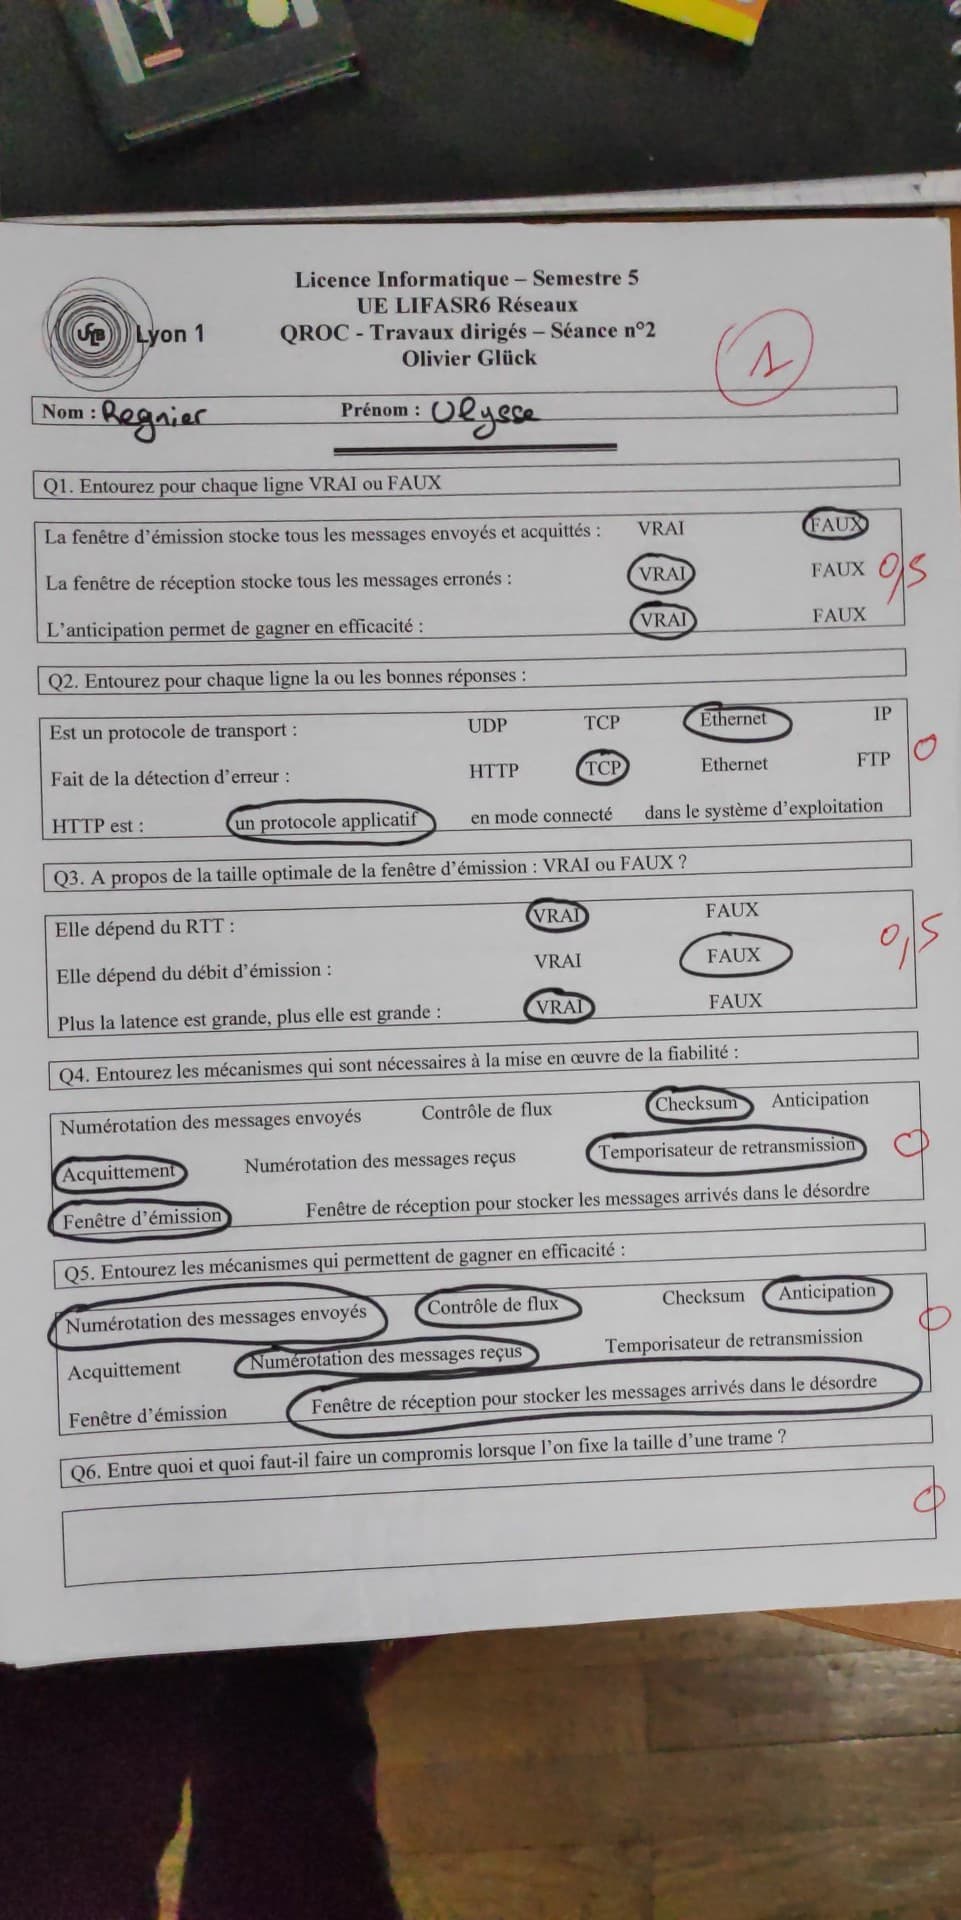 Licence Informatique – Semestre 5
UE LIFASR6 Réseaux
QROC - Travaux dirigés – Séance n°2
Olivier Glück
UCB Lyon 1
1
Nom : Regnier Prénom : Ulysse
Q1. Entourez pour chaque ligne VRAI ou FAUX
La fenêtre d'émission stocke tous les messages envoyés et acquittés : VRAI FAUX
La fenêtre de réception stocke tous les messages erronés : VRAI FAUX 0,5
L'anticipation permet de gagner en efficacité : VRAI FAUX
Q2. Entourez pour chaque ligne la ou les bonnes réponses :
Est un protocole de transport : UDP TCP Ethernet IP
Fait de la détection d'erreur : HTTP TCP Ethernet FTP 0
HTTP est : un protocole applicatif en mode connecté dans le système d'exploitation
Q3. A propos de la taille optimale de la fenêtre d'émission : VRAI ou FAUX ?
Elle dépend du RTT : VRAI FAUX 0,5
Elle dépend du débit d'émission : VRAI FAUX
Plus la latence est grande, plus elle est grande : VRAI FAUX
Q4. Entourez les mécanismes qui sont nécessaires à la mise en œuvre de la fiabilité :
Numérotation des messages envoyés Contrôle de flux Checksum Anticipation
Acquittement Numérotation des messages reçus Temporisateur de retransmission 0
Fenêtre d'émission Fenêtre de réception pour stocker les messages arrivés dans le désordre
Q5. Entourez les mécanismes qui permettent de gagner en efficacité :
Numérotation des messages envoyés Contrôle de flux Checksum Anticipation 0
Acquittement Numérotation des messages reçus Temporisateur de retransmission
Fenêtre d'émission Fenêtre de réception pour stocker les messages arrivés dans le désordre
Q6. Entre quoi et quoi faut-il faire un compromis lorsque l'on fixe la taille d'une trame ?
0